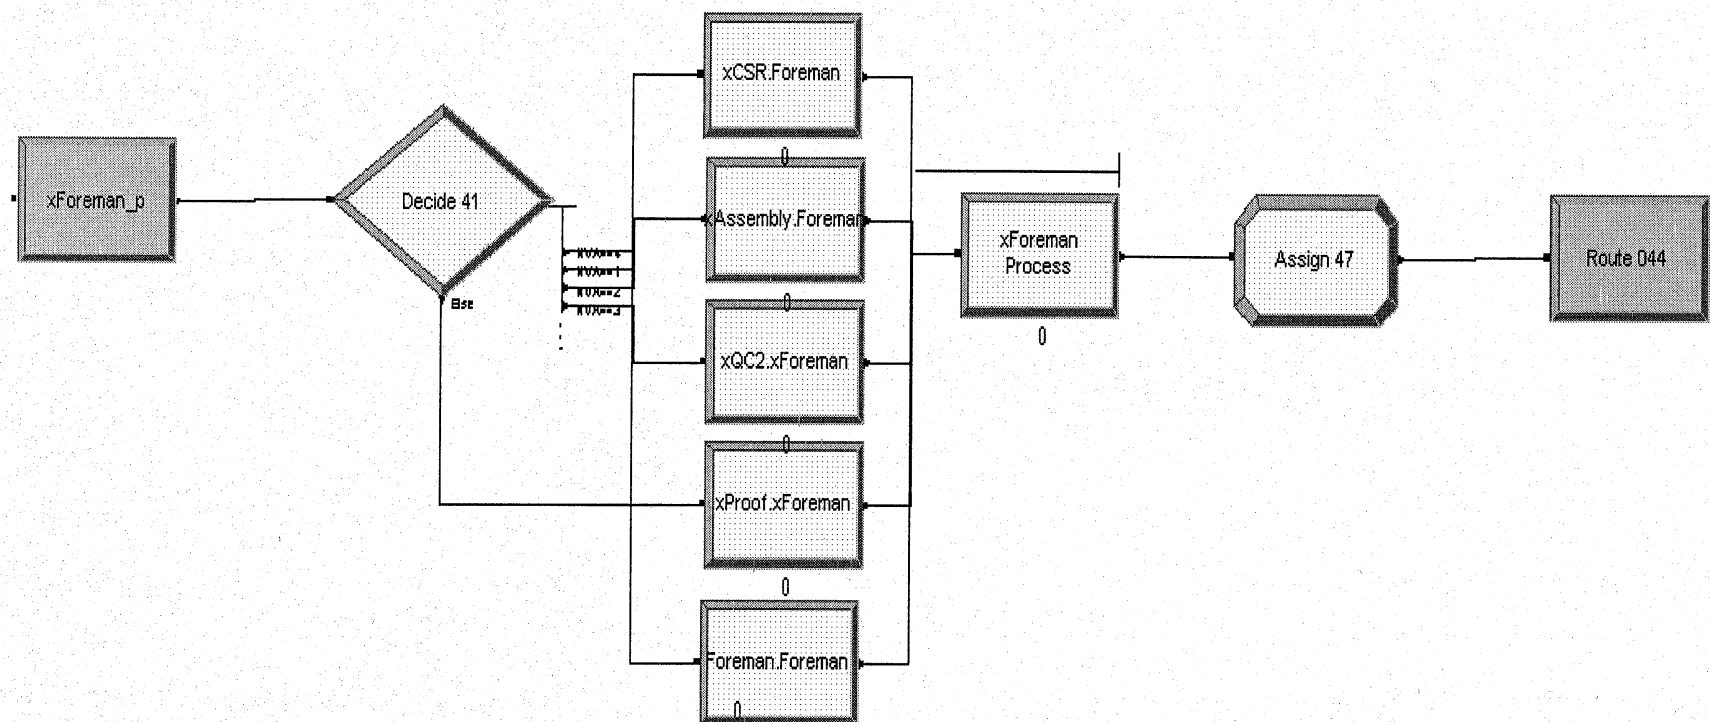 xCSR.Foreman
0
xForeman_p
Decide 41
Else
xAssembly.Foreman
0
xQC2.xForeman
0
xProof.xForeman
0
Foreman.Foreman
0
xForeman
Process
0
Assign 47
Route 044